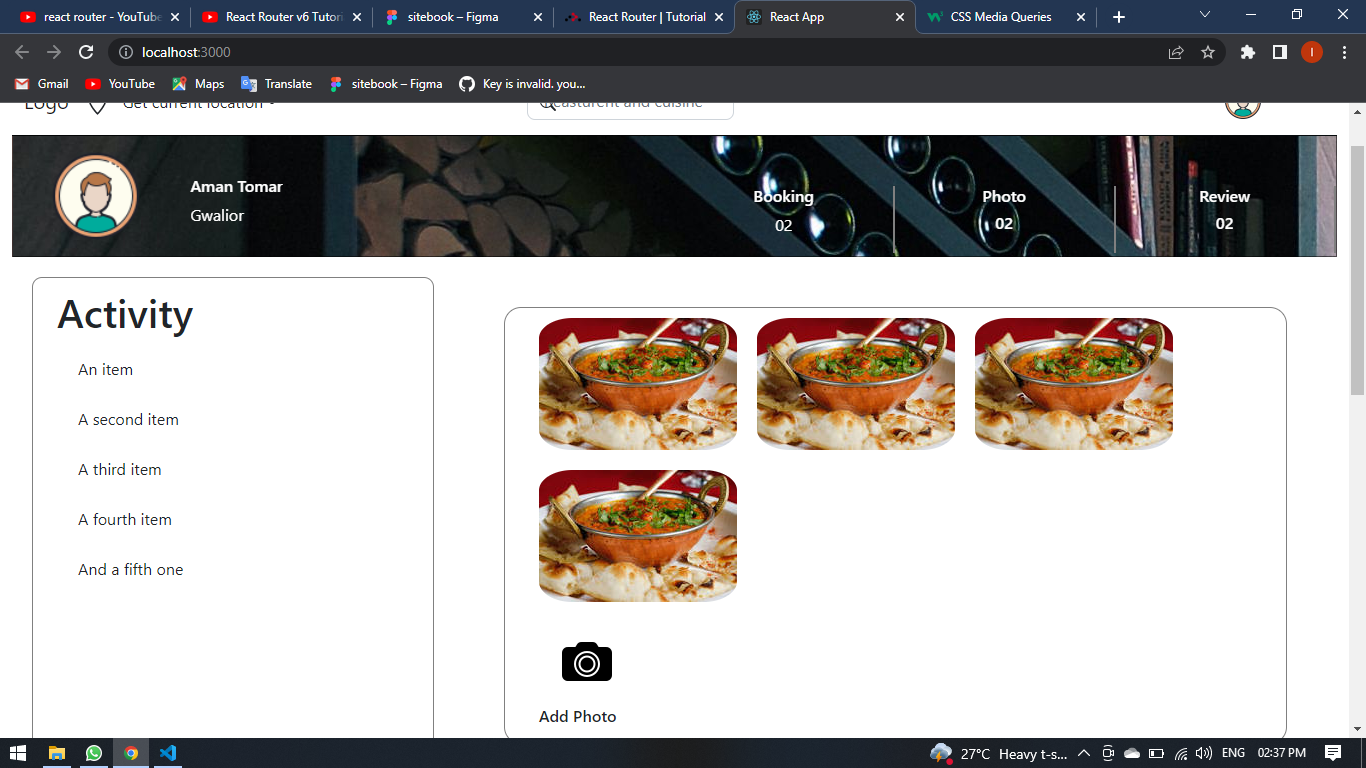 react router - YouTube
React Router v6 Tutori
sitebook – Figma
React Router | Tutorial
React App
CSS Media Queries
localhost:3000
I
Gmail
YouTube
Maps
Translate
sitebook – Figma
Key is invalid. you...
Logo
Get current location
Aman Tomar
Gwalior
Booking
02
Photo
02
Review
02
Activity
An item
A second item
A third item
A fourth item
And a fifth one
Add Photo
27°C Heavy t-s...
ENG
02:37 PM